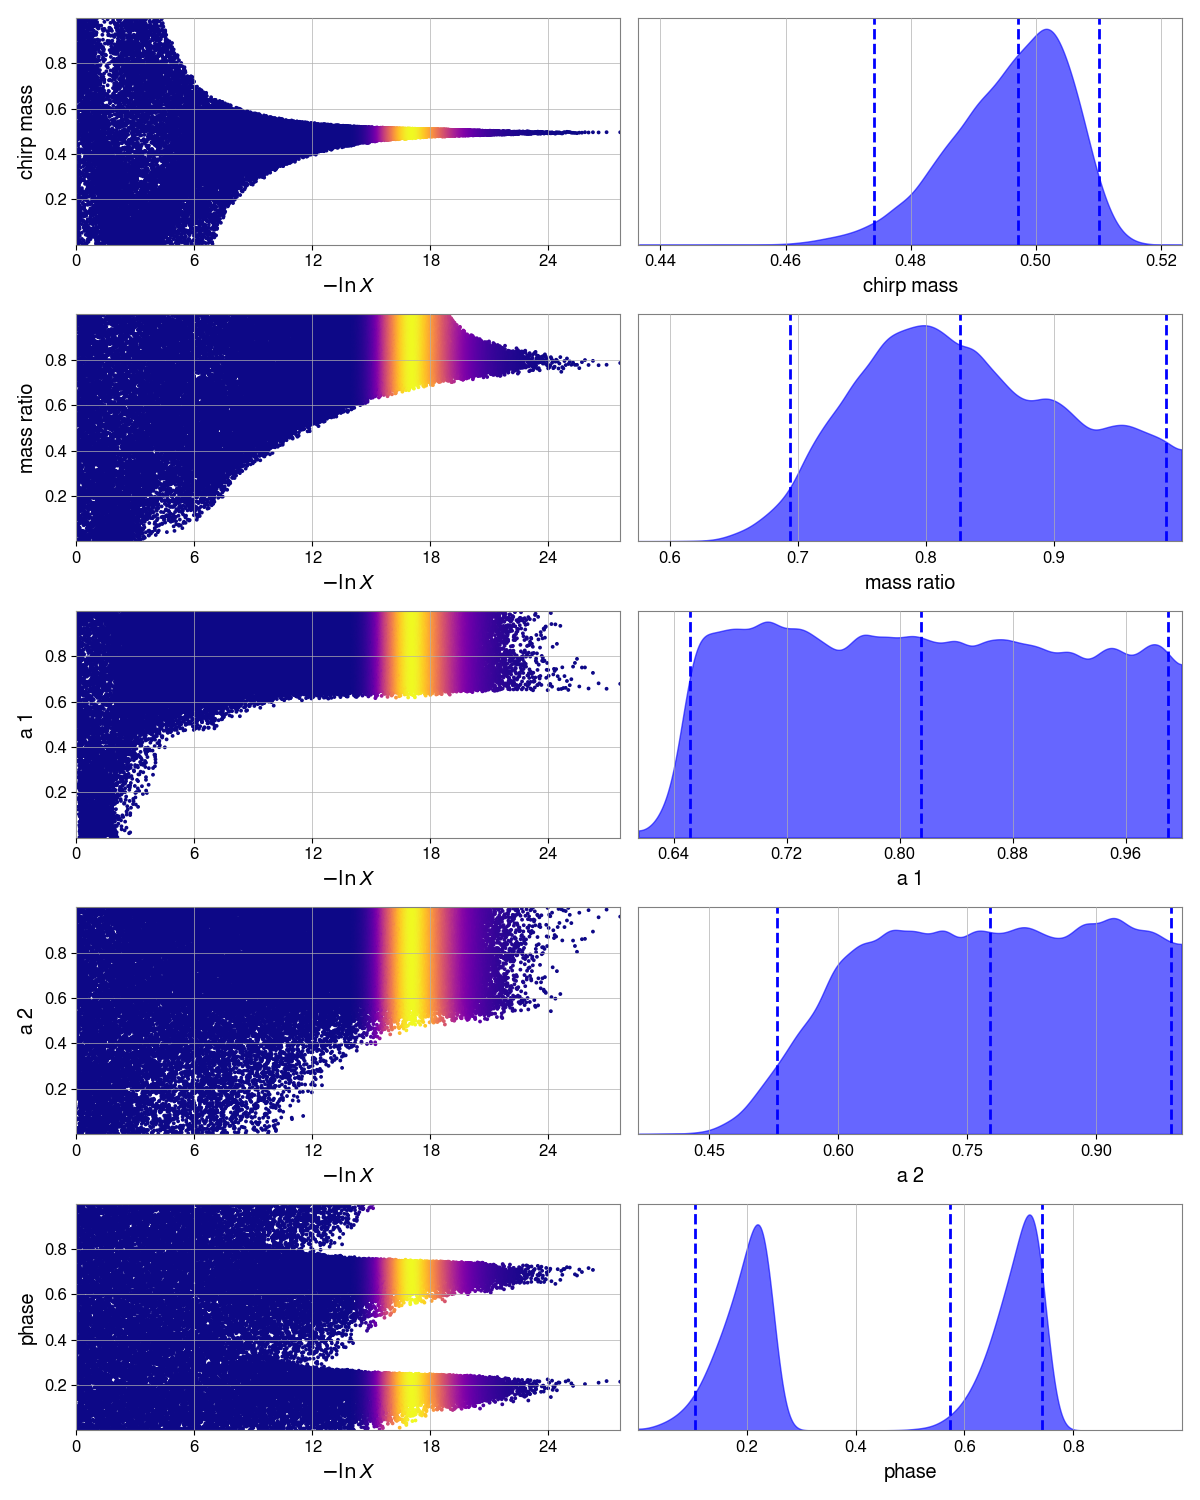 0.8
0.6
0.4
0.2
chirp mass
0 6 12 18 24
−ln X
0.44 0.46 0.48 0.50 0.52
chirp mass
0.8
0.6
0.4
0.2
mass ratio
0 6 12 18 24
−ln X
0.6 0.7 0.8 0.9
mass ratio
0.8
0.6
0.4
0.2
a 1
0 6 12 18 24
−ln X
0.64 0.72 0.80 0.88 0.96
a 1
0.8
0.6
0.4
0.2
a 2
0 6 12 18 24
−ln X
0.45 0.60 0.75 0.90
a 2
0.8
0.6
0.4
0.2
phase
0 6 12 18 24
−ln X
0.2 0.4 0.6 0.8
phase